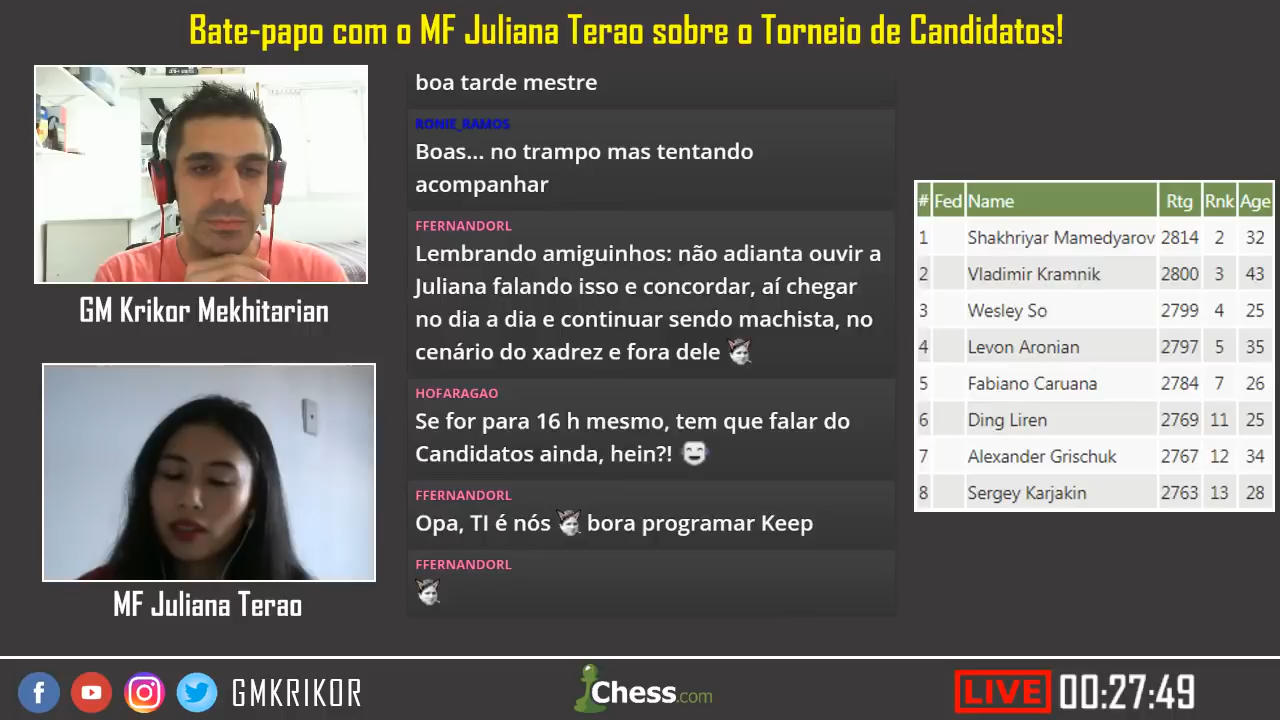 Bate-papo com o MF Juliana Terao sobre o Torneio de Candidatos!
GM Krikor Mekhitarian
MF Juliana Terao
boa tarde mestre
RONIE_RAMOS
Boas... no trampo mas tentando
acompanhar
FFERNANDORL
Lembrando amiguinhos: não adianta ouvir a
Juliana falando isso e concordar, aí chegar
no dia a dia e continuar sendo machista, no
cenário do xadrez e fora dele
HOFARAGAO
Se for para 16 h mesmo, tem que falar do
Candidatos ainda, hein?!
FFERNANDORL
Opa, TI é nós bora programar Keep
FFERNANDORL
# Fed Name Rtg Rnk Age
1 Shakhriyar Mamedyarov 2814 2 32
2 Vladimir Kramnik 2800 3 43
3 Wesley So 2799 4 25
4 Levon Aronian 2797 5 35
5 Fabiano Caruana 2784 7 26
6 Ding Liren 2769 11 25
7 Alexander Grischuk 2767 12 34
8 Sergey Karjakin 2763 13 28
GMKRIKOR
Chess.com
LIVE 00:27:49